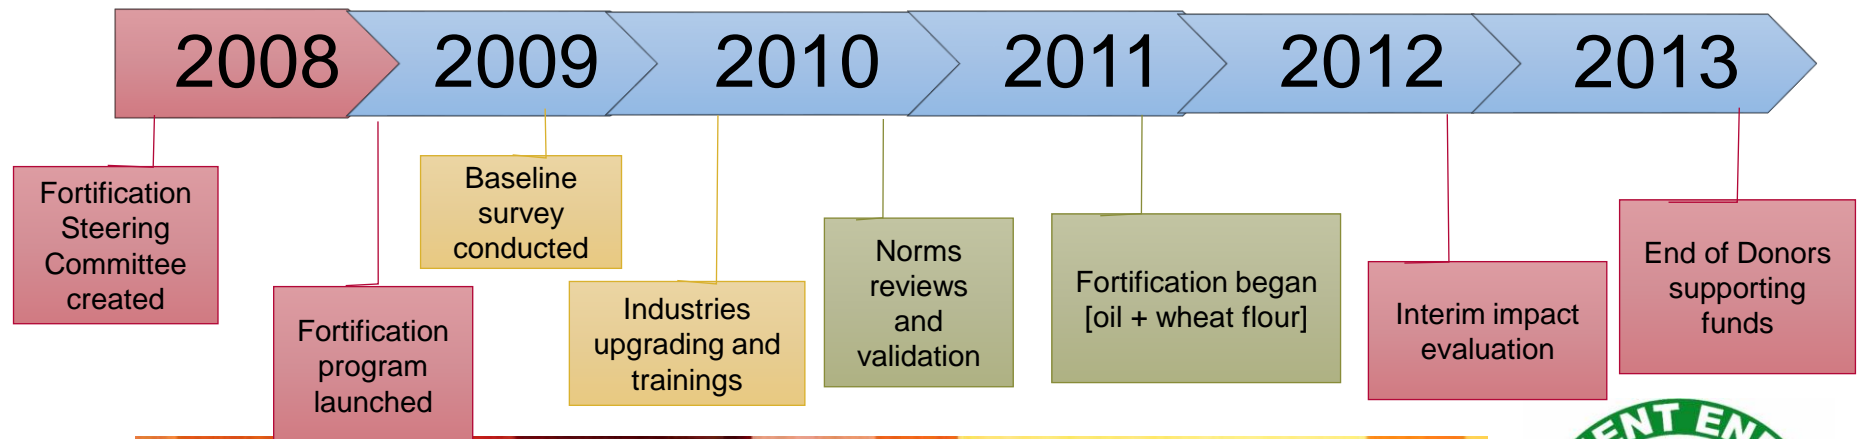 2008 2009 2010 2011 2012 2013
Fortification
Steering
Committee
created
Fortification
program
launched
Baseline
survey
conducted
Industries
upgrading and
trainings
Norms
reviews
and
validation
Fortification began
[oil + wheat flour]
Interim impact
evaluation
End of Donors
supporting
funds